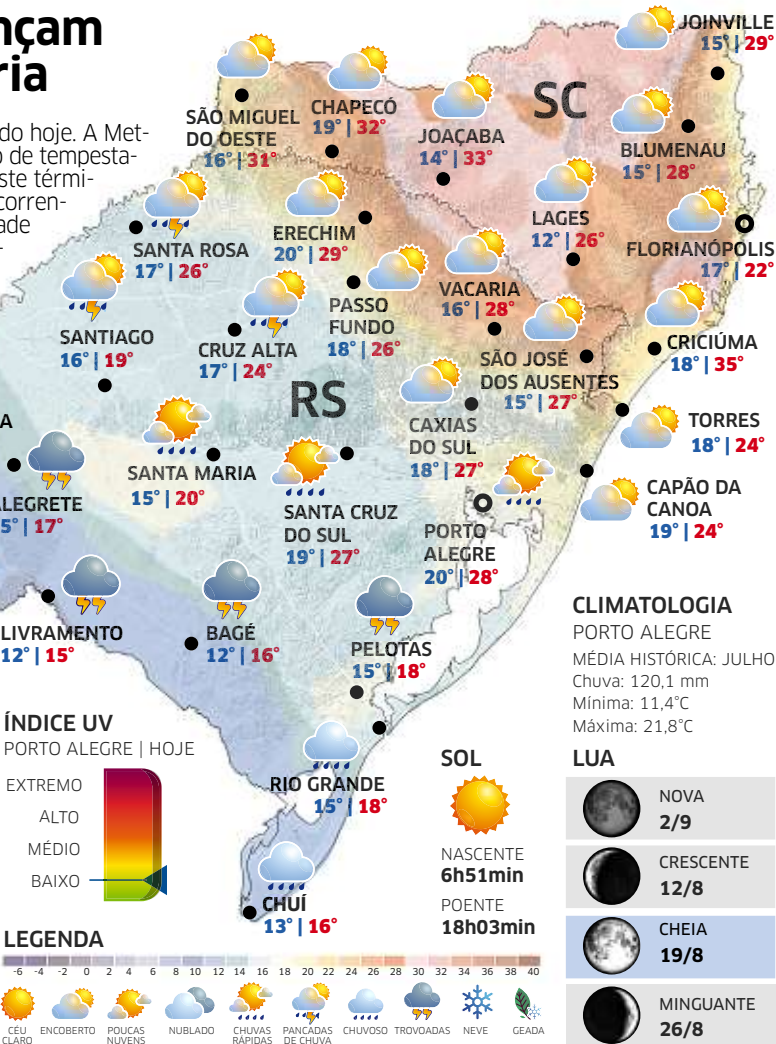 nçam
ria
do hoje. A Met-
o de tempesta-
ste térmi-
corren-
ade
-
SC
RS
JOINVILLE
15° | 29°
SÃO MIGUEL
DO OESTE
16° | 31°
CHAPECÓ
19° | 32°
JOAÇABA
14° | 33°
BLUMENAU
15° | 28°
SANTA ROSA
17° | 26°
ERECHIM
20° | 29°
LAGES
12° | 26°
FLORIANÓPOLIS
17° | 22°
SANTIAGO
16° | 19°
CRUZ ALTA
17° | 24°
PASSO
FUNDO
18° | 26°
VACARIA
16° | 28°
SÃO JOSÉ
DOS AUSENTES
15° | 27°
CRICIÚMA
18° | 35°
A
LEGRETE
5° | 17°
SANTA MARIA
15° | 20°
SANTA CRUZ
DO SUL
19° | 27°
CAXIAS
DO SUL
18° | 27°
TORRES
18° | 24°
CAPÃO DA
CANOA
19° | 24°
PORTO
ALEGRE
20° | 28°
LIVRAMENTO
12° | 15°
BAGÉ
12° | 16°
PELOTAS
15° | 18°
RIO GRANDE
15° | 18°
CHUÍ
13° | 16°
CLIMATOLOGIA
PORTO ALEGRE
MÉDIA HISTÓRICA: JULHO
Chuva: 120,1 mm
Mínima: 11,4°C
Máxima: 21,8°C
ÍNDICE UV
PORTO ALEGRE | HOJE
EXTREMO
ALTO
MÉDIO
BAIXO
SOL
NASCENTE
6h51min
POENTE
18h03min
LUA
NOVA
2/9
CRESCENTE
12/8
CHEIA
19/8
MINGUANTE
26/8
LEGENDA
-6 -4 -2 0 2 4 6 8 10 12 14 16 18 20 22 24 26 28 30 32 34 36 38 40
CÉU
CLARO
ENCOBERTO
POUCAS
NUVENS
NUBLADO
CHUVAS
RÁPIDAS
PANCADAS
DE CHUVA
CHUVOSO
TROVOADAS
NEVE
GEADA